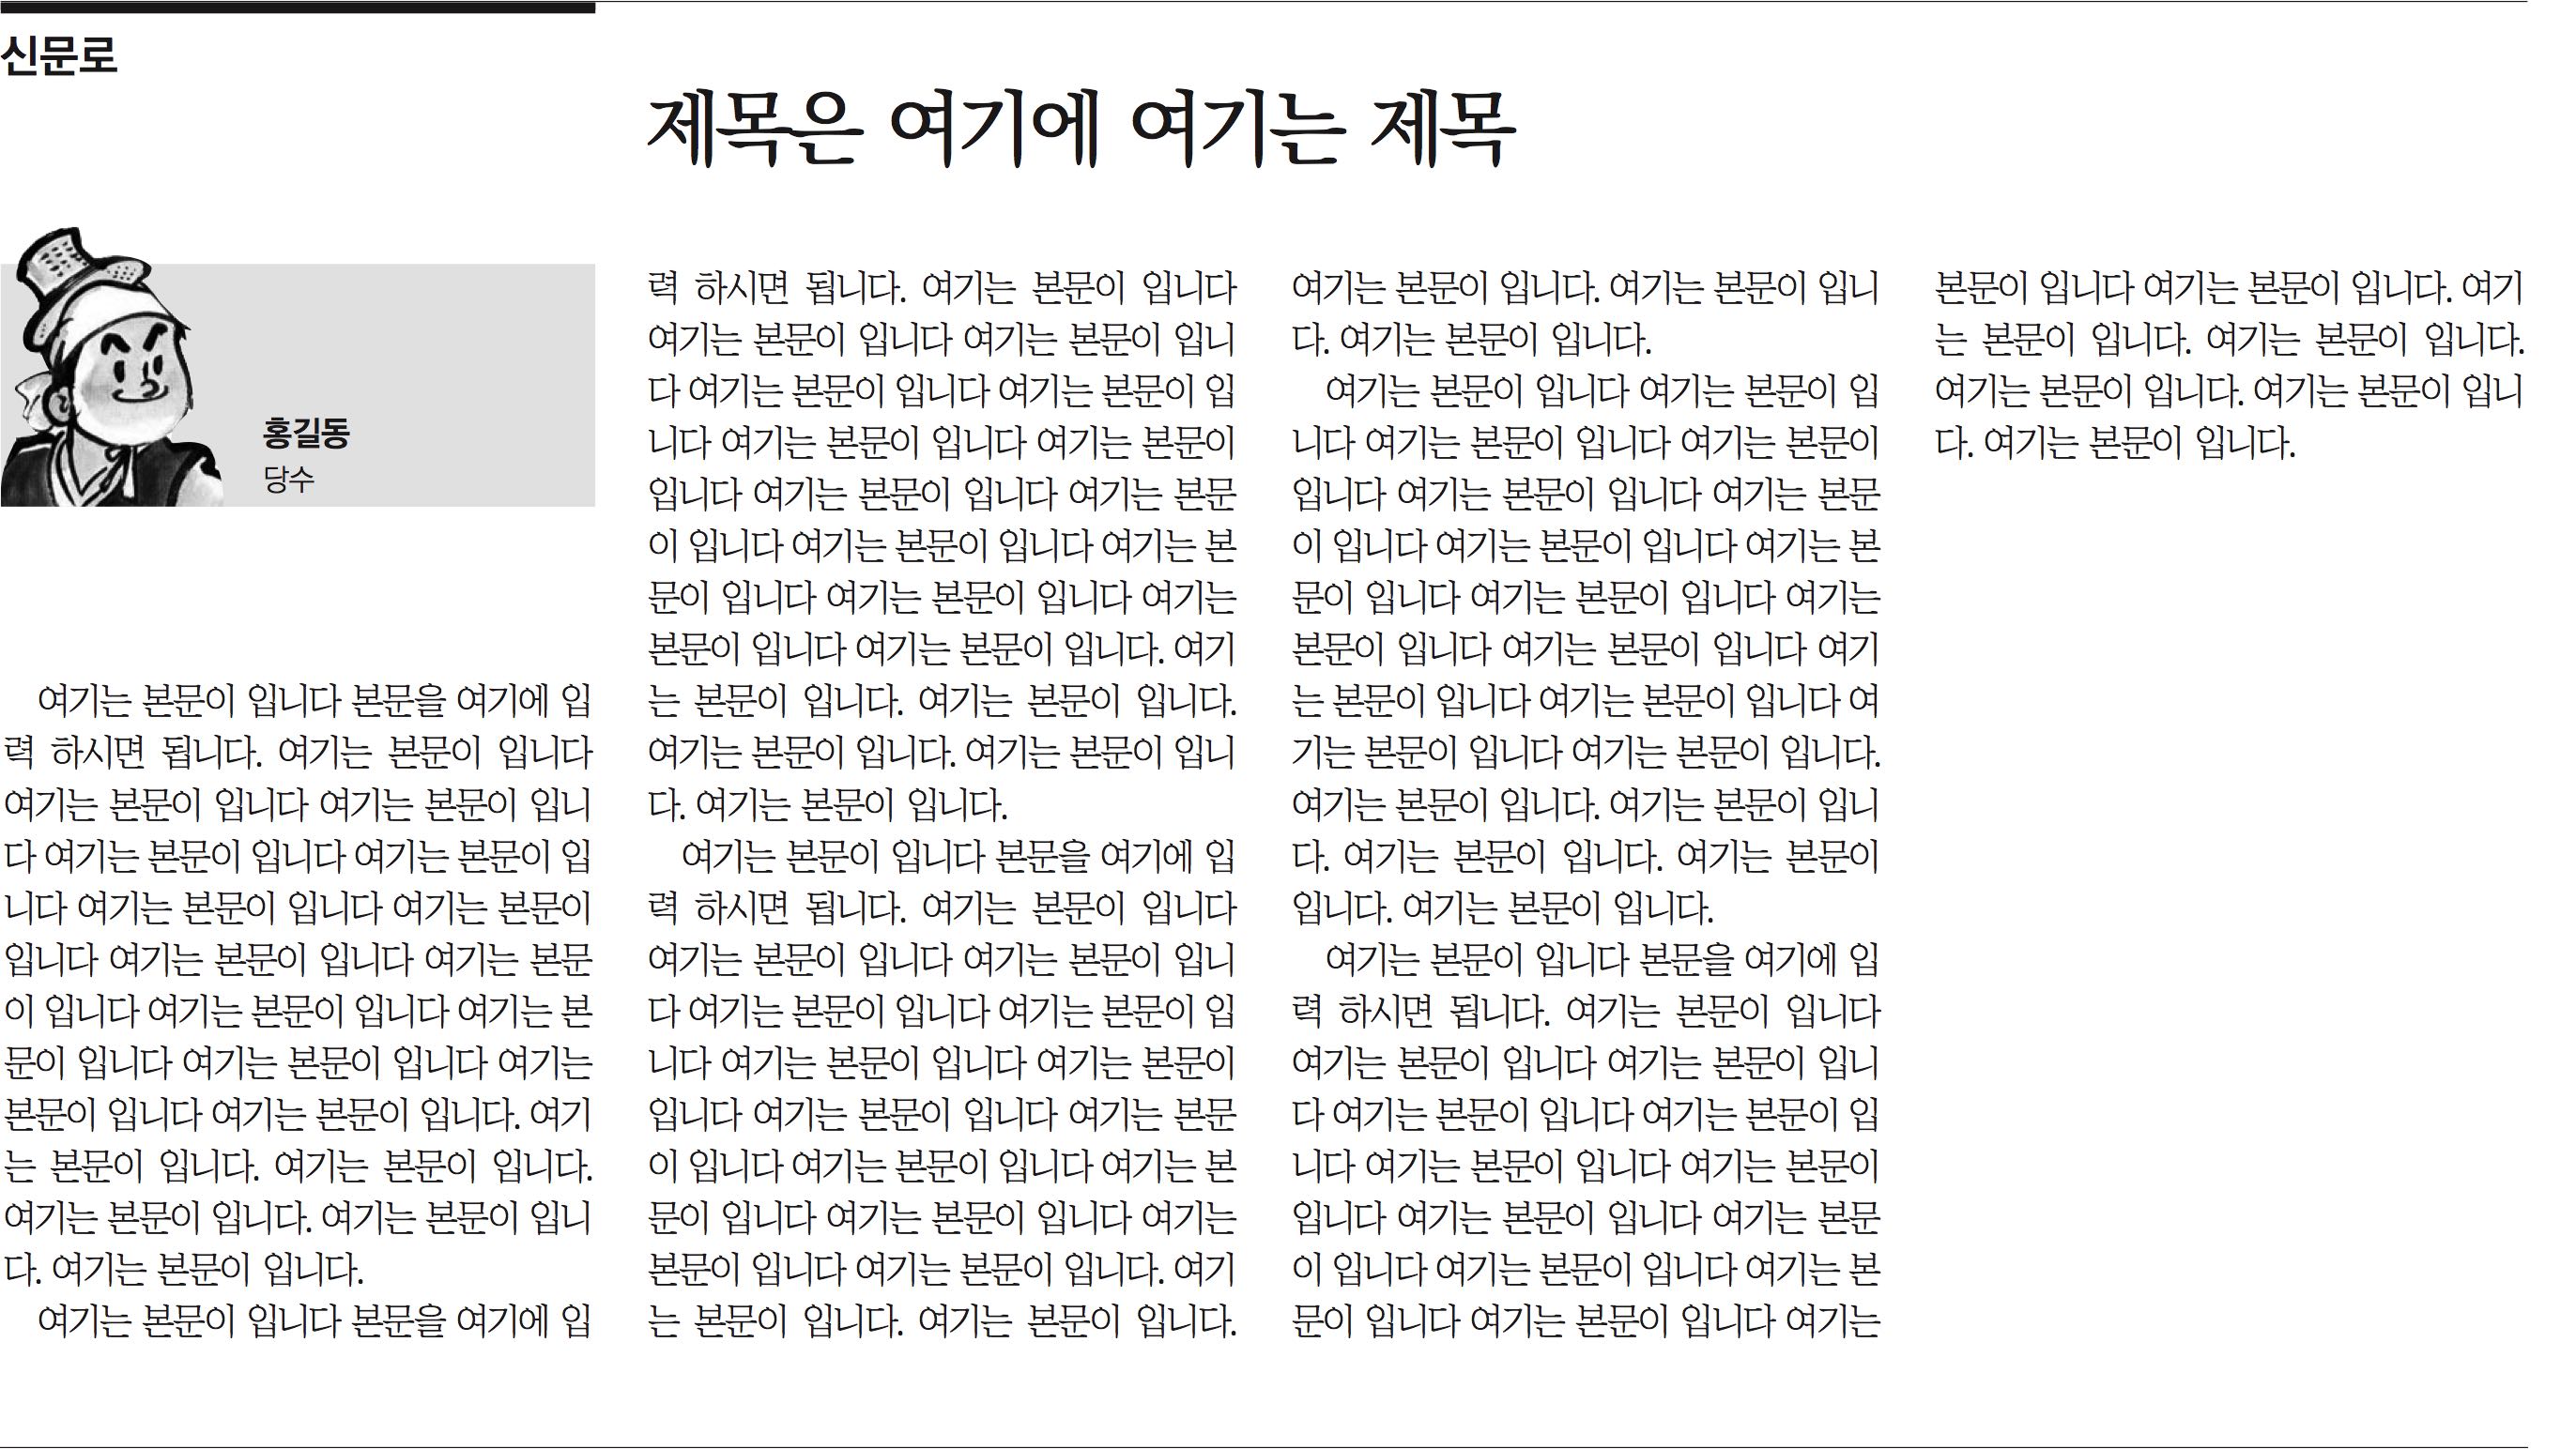 신문로
제목은 여기에 여기는 제목
홍길동
당수
여기는 본문이 입니다 본문을 여기에 입
력 하시면 됩니다. 여기는 본문이 입니다
여기는 본문이 입니다 여기는 본문이 입니
다 여기는 본문이 입니다 여기는 본문이 입
니다 여기는 본문이 입니다 여기는 본문이
입니다 여기는 본문이 입니다 여기는 본문
이 입니다 여기는 본문이 입니다 여기는 본
문이 입니다 여기는 본문이 입니다 여기는
본문이 입니다 여기는 본문이 입니다. 여기
는 본문이 입니다. 여기는 본문이 입니다.
여기는 본문이 입니다. 여기는 본문이 입니
다. 여기는 본문이 입니다.
여기는 본문이 입니다 본문을 여기에 입
력 하시면 됩니다. 여기는 본문이 입니다
여기는 본문이 입니다 여기는 본문이 입니
다 여기는 본문이 입니다 여기는 본문이 입
니다 여기는 본문이 입니다 여기는 본문이
입니다 여기는 본문이 입니다 여기는 본문
이 입니다 여기는 본문이 입니다 여기는 본
문이 입니다 여기는 본문이 입니다 여기는
본문이 입니다 여기는 본문이 입니다. 여기
는 본문이 입니다. 여기는 본문이 입니다.
여기는 본문이 입니다. 여기는 본문이 입니
다. 여기는 본문이 입니다.
여기는 본문이 입니다 본문을 여기에 입
력 하시면 됩니다. 여기는 본문이 입니다
여기는 본문이 입니다 여기는 본문이 입니
다 여기는 본문이 입니다 여기는 본문이 입
니다 여기는 본문이 입니다 여기는 본문이
입니다 여기는 본문이 입니다 여기는 본문
이 입니다 여기는 본문이 입니다 여기는 본
문이 입니다 여기는 본문이 입니다 여기는
본문이 입니다 여기는 본문이 입니다. 여기
는 본문이 입니다. 여기는 본문이 입니다.
여기는 본문이 입니다. 여기는 본문이 입니
다. 여기는 본문이 입니다.
여기는 본문이 입니다 여기는 본문이 입
니다 여기는 본문이 입니다 여기는 본문이
입니다 여기는 본문이 입니다 여기는 본문
이 입니다 여기는 본문이 입니다 여기는 본
문이 입니다 여기는 본문이 입니다 여기는
본문이 입니다 여기는 본문이 입니다 여기
는 본문이 입니다 여기는 본문이 입니다 여
기는 본문이 입니다 여기는 본문이 입니다.
여기는 본문이 입니다. 여기는 본문이 입니
다. 여기는 본문이 입니다. 여기는 본문이
입니다. 여기는 본문이 입니다.
여기는 본문이 입니다 본문을 여기에 입
력 하시면 됩니다. 여기는 본문이 입니다
여기는 본문이 입니다 여기는 본문이 입니
다 여기는 본문이 입니다 여기는 본문이 입
니다 여기는 본문이 입니다 여기는 본문이
입니다 여기는 본문이 입니다 여기는 본문
이 입니다 여기는 본문이 입니다 여기는 본
문이 입니다 여기는 본문이 입니다 여기는
본문이 입니다 여기는 본문이 입니다. 여기
는 본문이 입니다. 여기는 본문이 입니다.
여기는 본문이 입니다. 여기는 본문이 입니
다. 여기는 본문이 입니다.